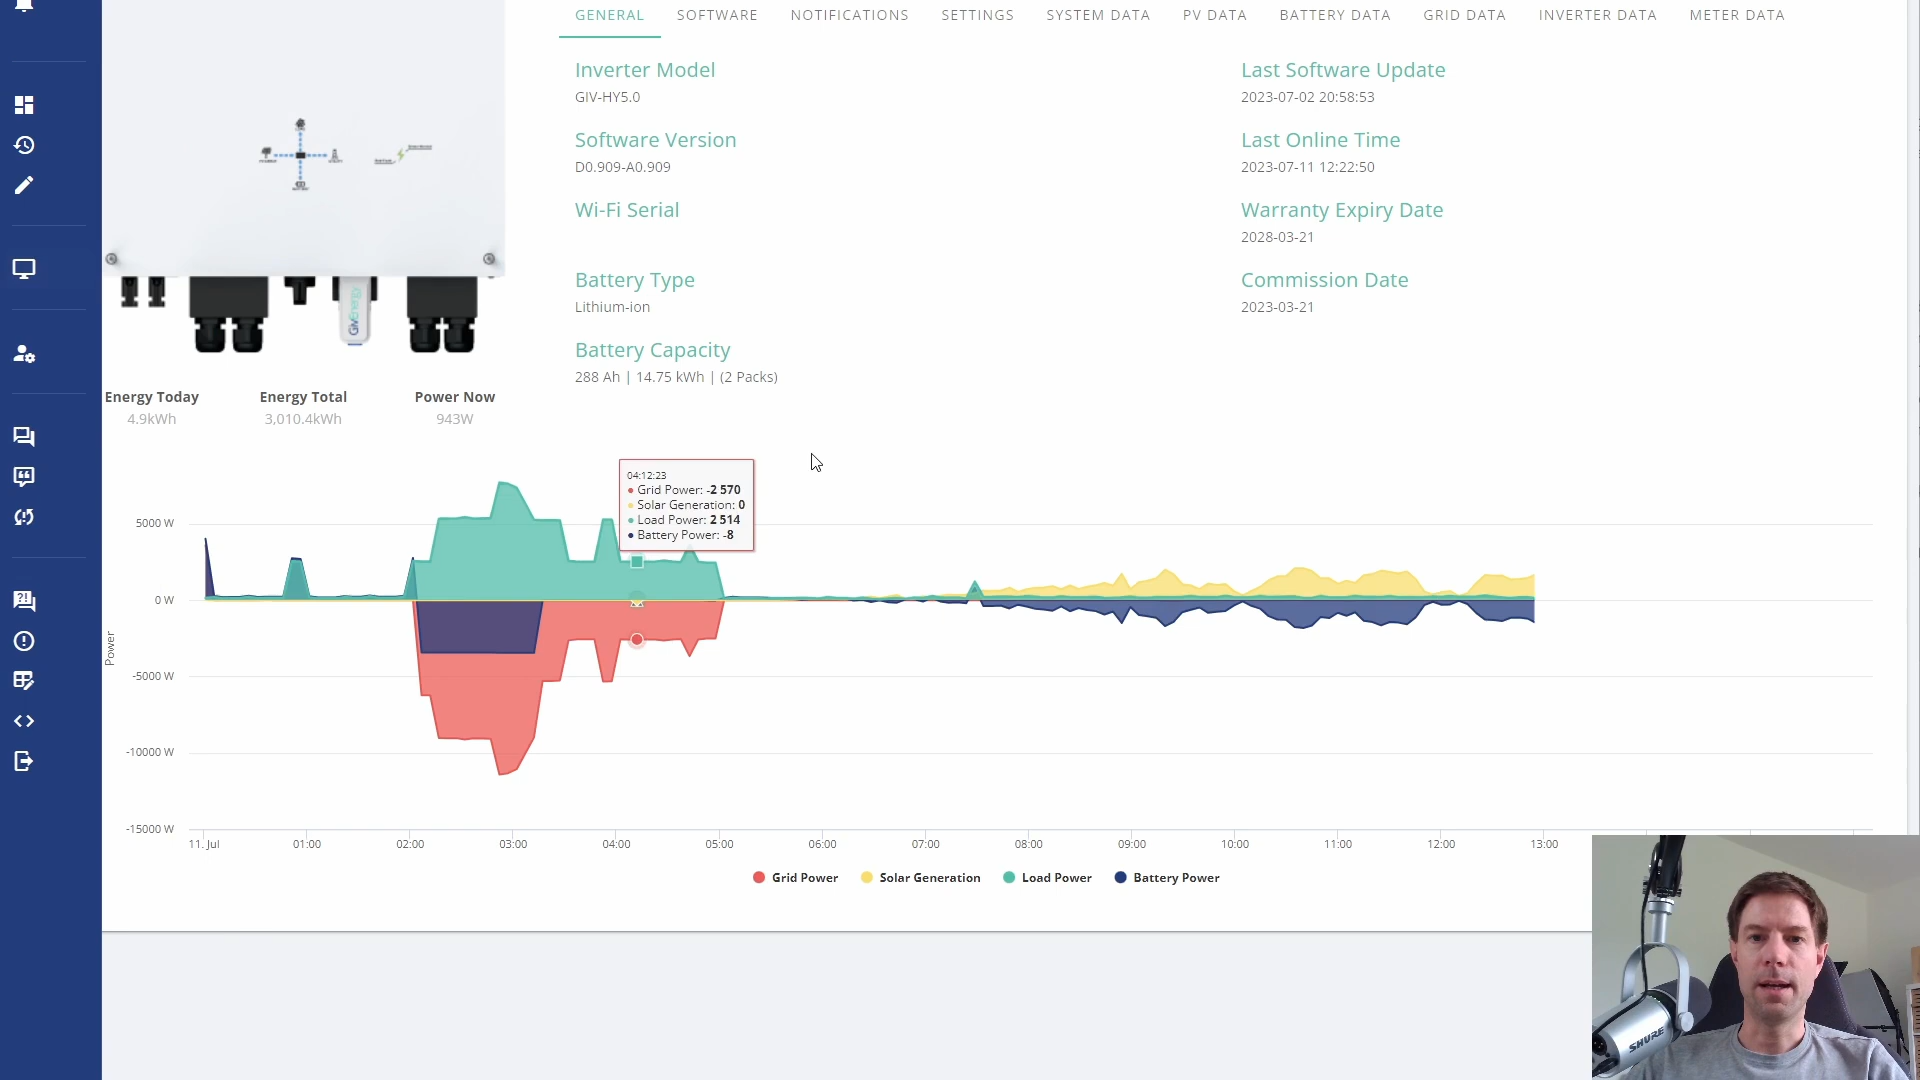 GENERAL SOFTWARE NOTIFICATIONS SETTINGS SYSTEM DATA PV DATA BATTERY DATA GRID DATA INVERTER DATA METER DATA
Inverter Model
GIV-HY5.0
Software Version
D0.909-A0.909
Wi-Fi Serial
Battery Type
Lithium-ion
Battery Capacity
288 Ah | 14.75 kWh | (2 Packs)
Last Software Update
2023-07-02 20:58:53
Last Online Time
2023-07-11 12:22:50
Warranty Expiry Date
2028-03-21
Commission Date
2023-03-21
GivEnergy
Energy Today Energy Total Power Now
4.9kWh 3,010.4kWh 943W
04:12:23
Grid Power: -2 570
Solar Generation: 0
Load Power: 2 514
Battery Power: -8
Power
5000 W
0 W
-5000 W
-10000 W
-15000 W
11. Jul 01:00 02:00 03:00 04:00 05:00 06:00 07:00 08:00 09:00 10:00 11:00 12:00 13:00
Grid Power Solar Generation Load Power Battery Power
SHURE